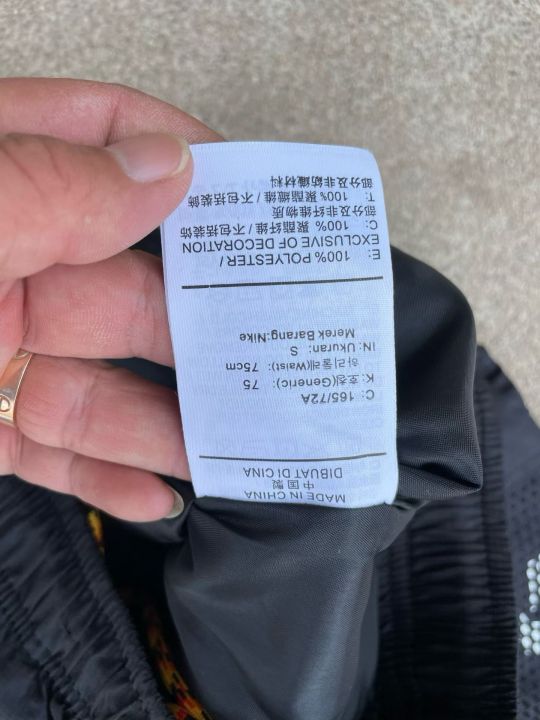 MADE IN CHINA
中国製
DIBUAT DI CINA
C: 165/72A
K: 호칭(Generic): 75
허리둘레(Waist): 75cm
IN: Ukuran: S
Merek Barang:Nike
E: 100% POLYESTER /
EXCLUSIVE OF DECORATION
C: 100% 聚酯纤维 / 不包括装饰
部分及非纤维物质
T: 100% 聚酯纖維 / 不包括裝飾
部分及非紡織材料